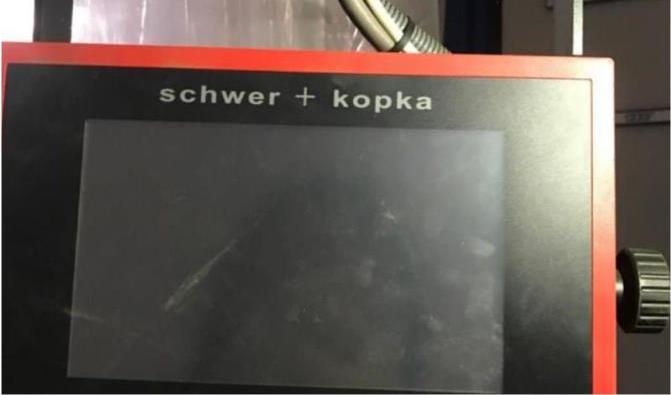 schwer + kopka